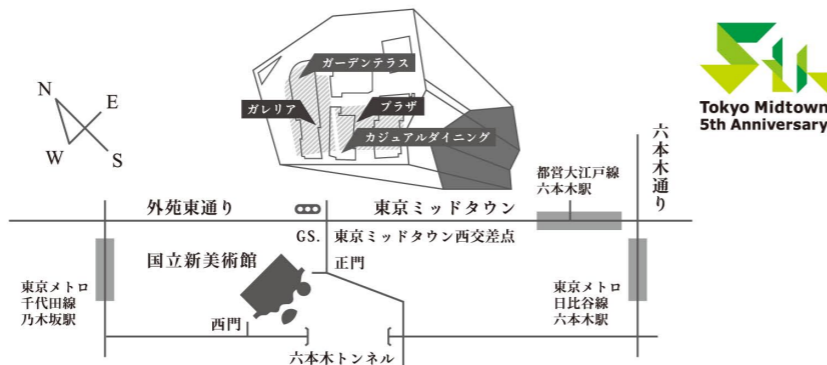 ガーデンテラス
ガレリア
プラザ
カジュアルダイニング
Tokyo Midtown
5th Anniversary
N
E
W
S
六本木通り
都営大江戸線
六本木駅
外苑東通り
東京ミッドタウン
GS.
東京ミッドタウン西交差点
国立新美術館
正門
東京メトロ
千代田線
乃木坂駅
東京メトロ
日比谷線
六本木駅
西門
六本木トンネル